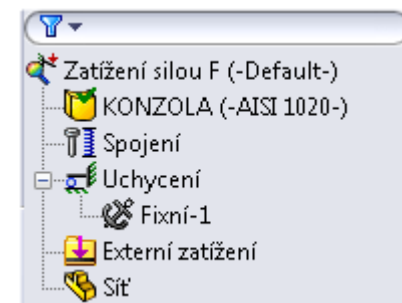 Zatížení silou F (-Default-)
KONZOLA (-AISI 1020-)
Spojení
Uchycení
Fixní-1
Externí zatížení
Síť